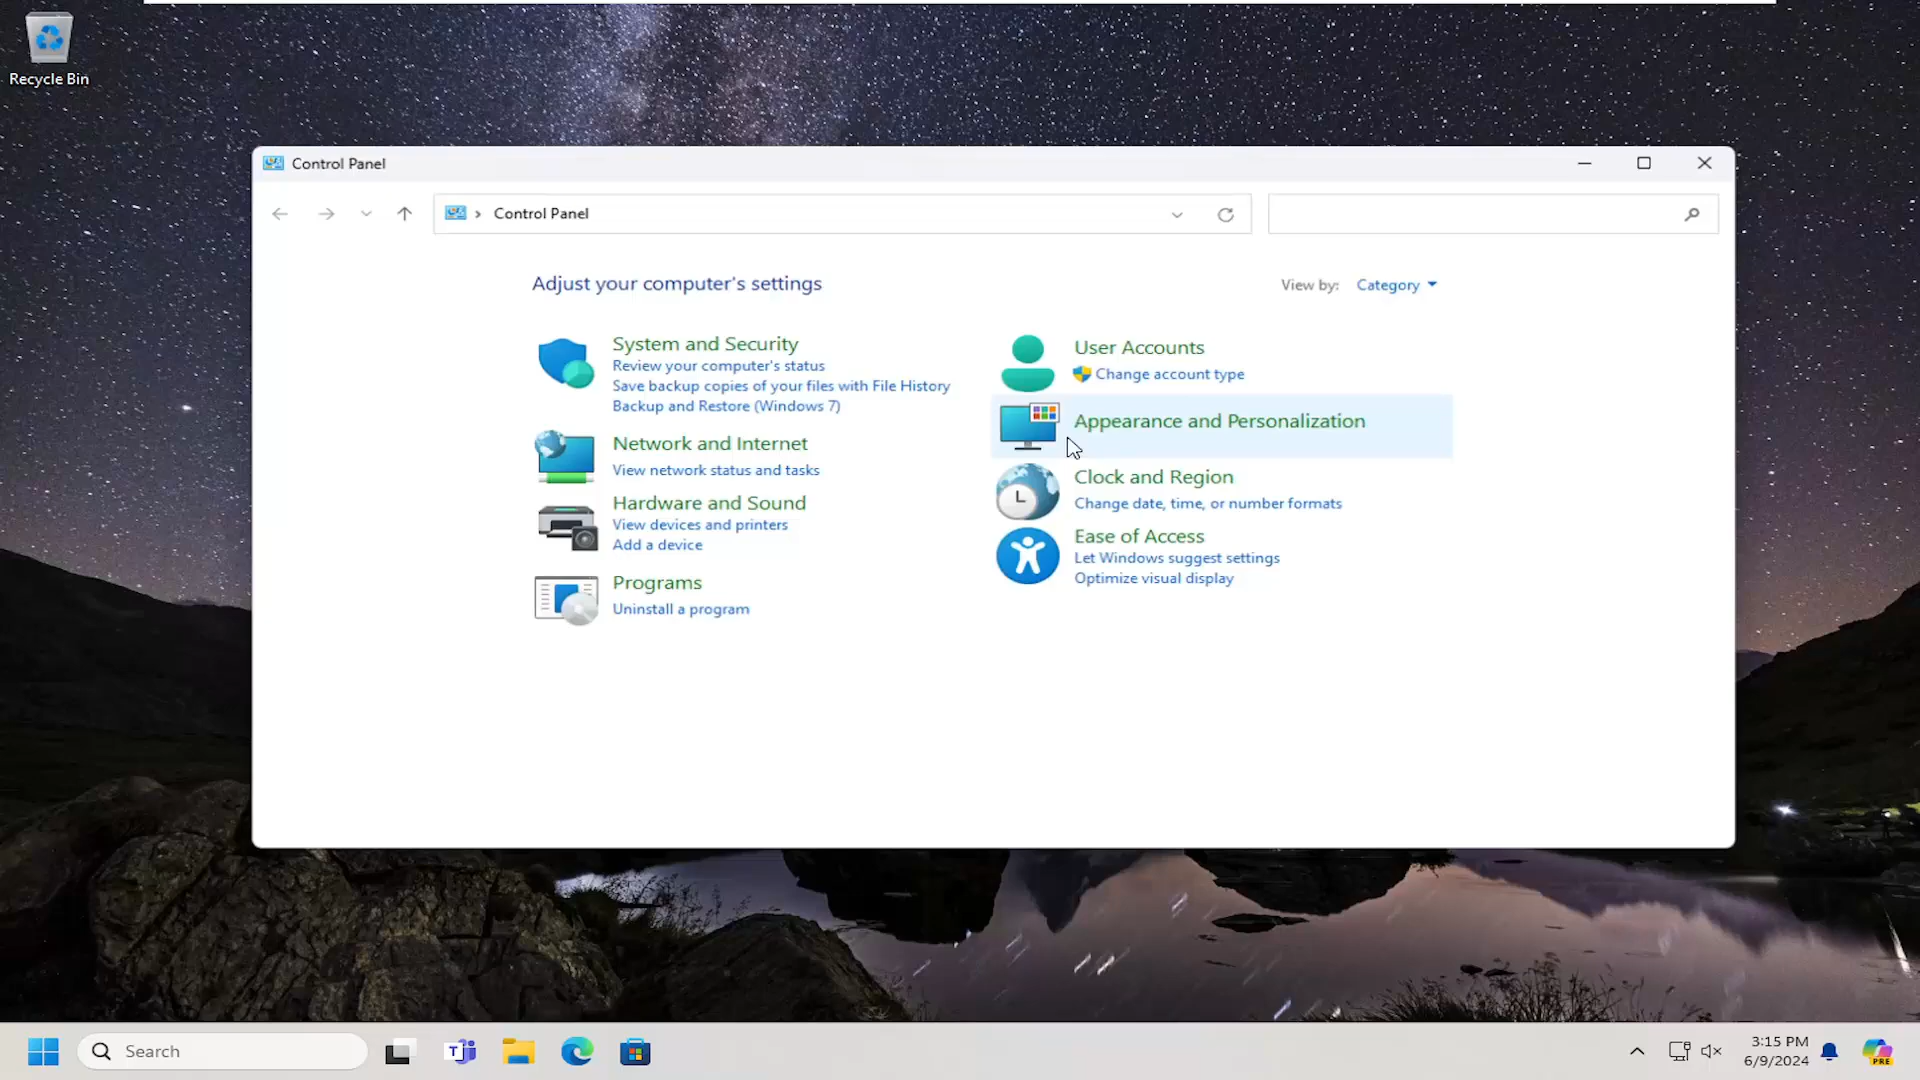 Recycle Bin
Control Panel
Control Panel
Adjust your computer's settings
View by: Category
System and Security
Review your computer's status
Save backup copies of your files with File History
Backup and Restore (Windows 7)
Network and Internet
View network status and tasks
Hardware and Sound
View devices and printers
Add a device
Programs
Uninstall a program
User Accounts
Change account type
Appearance and Personalization
Clock and Region
Change date, time, or number formats
Ease of Access
Let Windows suggest settings
Optimize visual display
Search
3:15 PM
6/9/2024
PRE